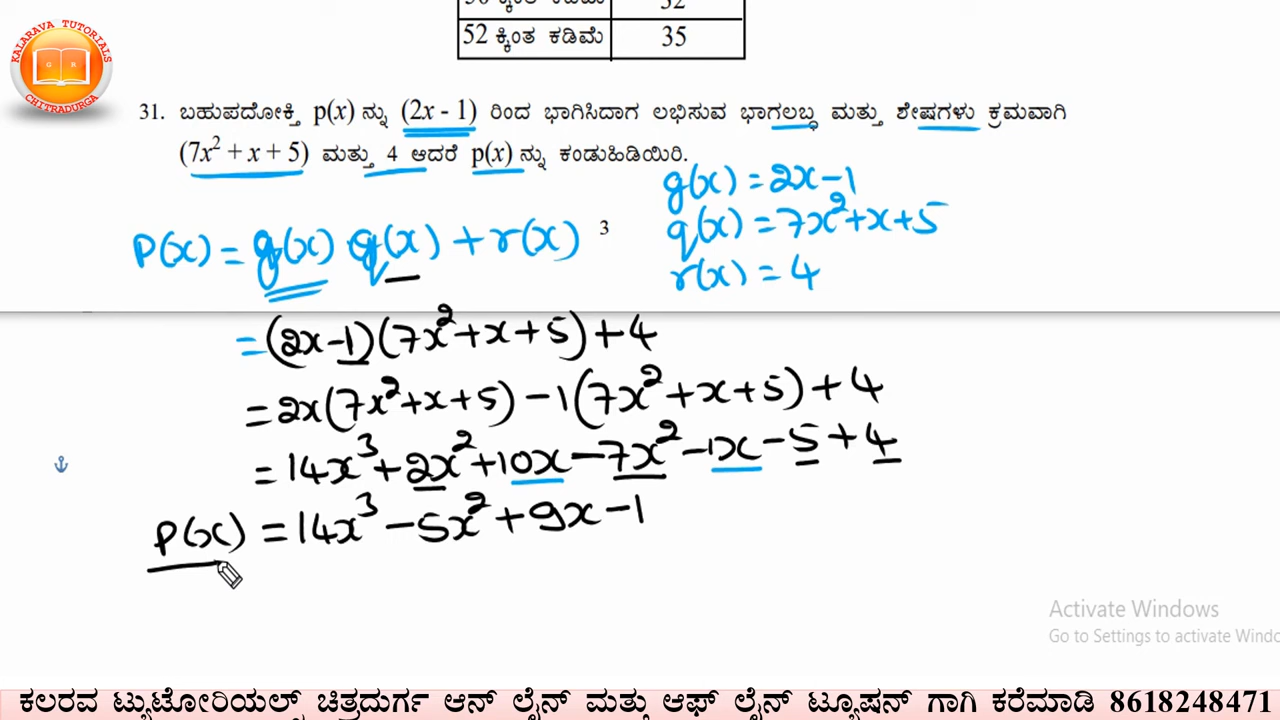 KALARAVA TUTORIALS
CHITRADURGA
52 ಕ್ಕಿಂತ ಕಡಿಮೆ 35
31. ಬಹುಪದೋಕ್ತಿ p(x) ನ್ನು (2x - 1) ರಿಂದ ಭಾಗಿಸಿದಾಗ ಲಭಿಸುವ ಭಾಗಲಬ್ಧ ಮತ್ತು ಶೇಷಗಳು ಕ್ರಮವಾಗಿ
(7x² + x + 5) ಮತ್ತು 4 ಆದರೆ p(x) ನ್ನು ಕಂಡುಹಿಡಿಯಿರಿ.
3
g(x) = 2x-1
q(x) = 7x²+x+5
r(x) = 4
P(x) = g(x) q(x) + r(x)
= (2x-1)(7x²+x+5)+4
= 2x(7x²+x+5) -1(7x²+x+5)+4
= 14x³+2x²+10x-7x²-1x-5+4
P(x) = 14x³-5x²+9x-1
Activate Windows
Go to Settings to activate Windo
ಕಲರವ ಟ್ಯುಟೋರಿಯಲ್ಸ್ ಚಿತ್ರದುರ್ಗ ಆನ್ ಲೈನ್ ಮತ್ತು ಆಫ್ ಲೈನ್ ಟ್ಯೂಷನ್ ಗಾಗಿ ಕರೆಮಾಡಿ 8618248471